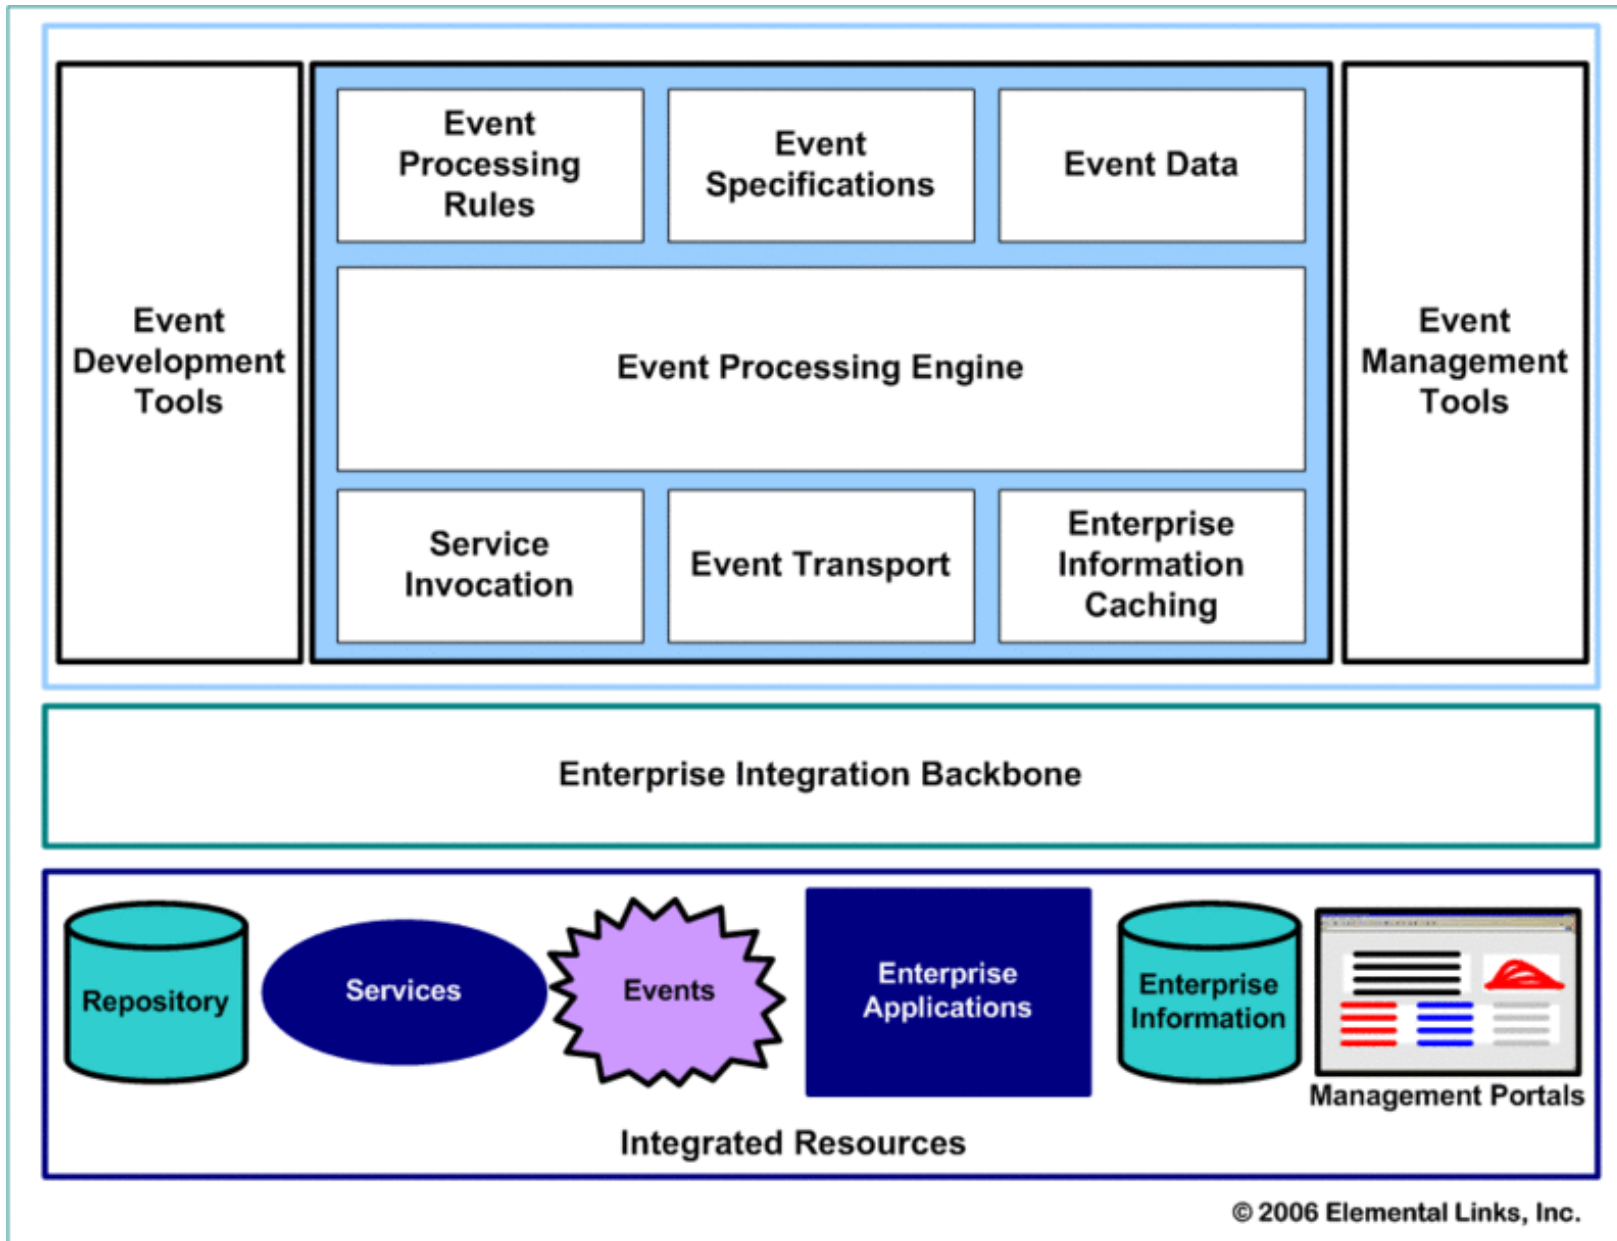 Event
Processing
Rules
Event
Specifications
Event Data
Event
Development
Tools
Event Processing Engine
Event
Management
Tools
Service
Invocation
Event Transport
Enterprise
Information
Caching
Enterprise Integration Backbone
Repository
Services
Events
Enterprise
Applications
Enterprise
Information
Management Portals
Integrated Resources
© 2006 Elemental Links, Inc.